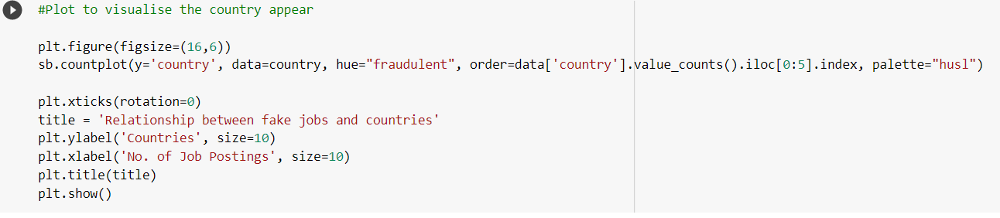 #Plot to visualise the country appear
plt.figure(figsize=(16,6))
sb.countplot(y='country', data=country, hue="fraudulent", order=data['country'].value_counts().iloc[0:5].index, palette="husl")
plt.xticks(rotation=0)
title = 'Relationship between fake jobs and countries'
plt.ylabel('Countries', size=10)
plt.xlabel('No. of Job Postings', size=10)
plt.title(title)
plt.show()